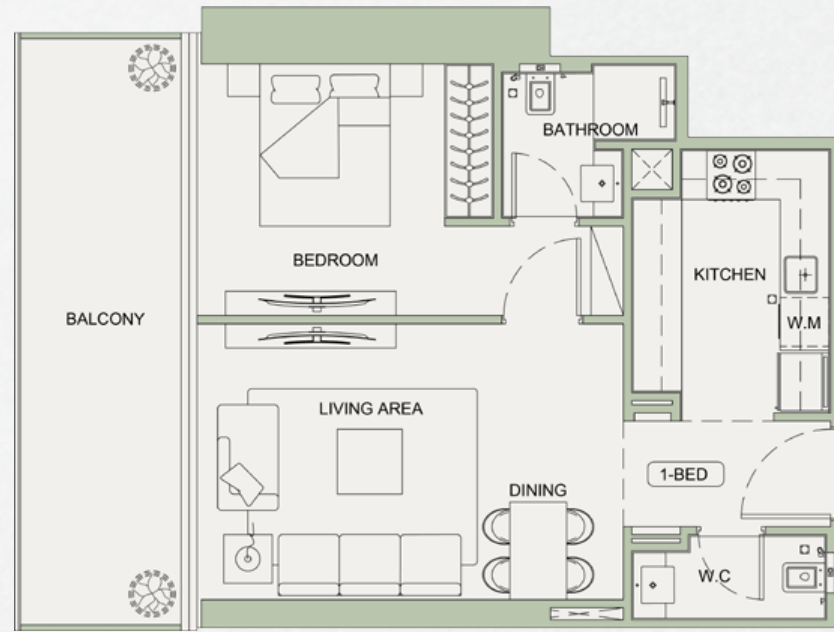 BATHROOM
BEDROOM
KITCHEN
BALCONY
W.M
LIVING AREA
1-BED
DINING
W.C